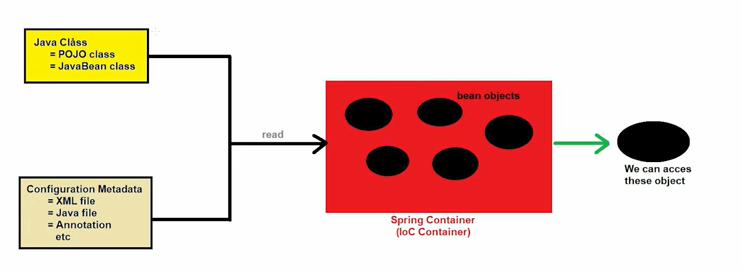 Java Class
= POJO class
= JavaBean class
read
bean objects
Configuration Metadata
= XML file
= Java file
= Annotation
etc
Spring Container
(IoC Container)
We can acces
these object